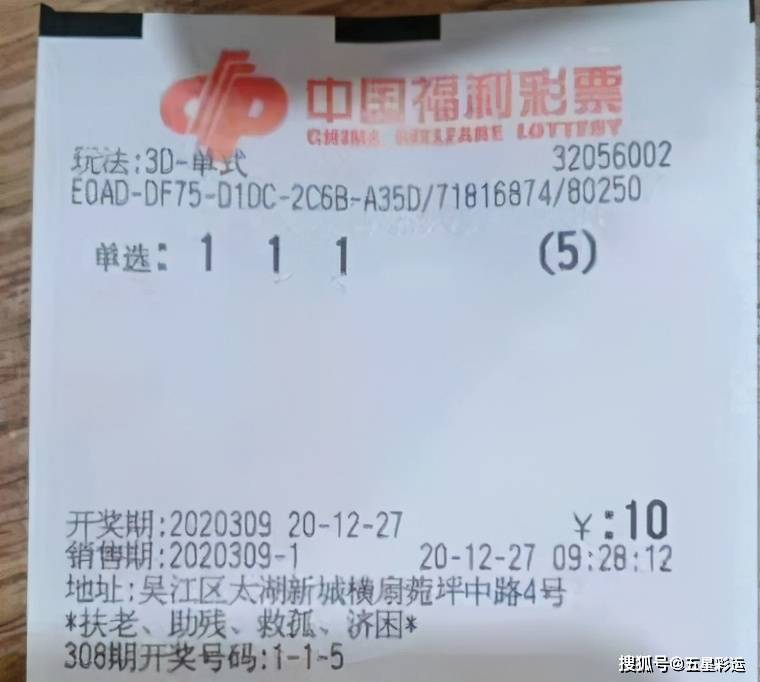 中国福利彩票
CHINA WELFARE LOTTERY
玩法:3D-单式 32056002
E0AD-DF75-D1DC-2C6B-A35D/71816874/80250
单选: 1 1 1 (5)
开奖期:2020309 20-12-27 ¥:10
销售期:2020309-1 20-12-27 09:28:12
地址:吴江区太湖新城横扇菀坪中路4号
*扶老、助残、救孤、济困*
308期开奖号码:1-1-5
搜狐号@五星彩运